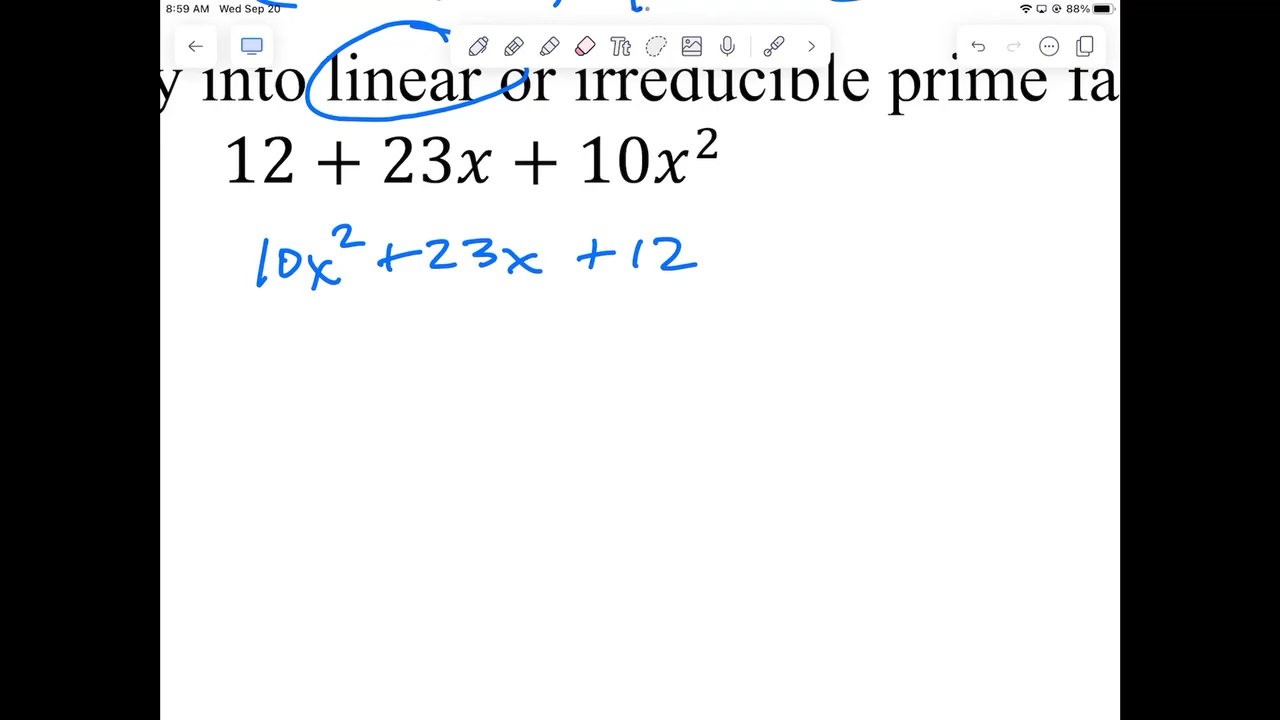 8:59 AM Wed Sep 20 88%
Tt
y into linear or irreducible prime fa
12 + 23x + 10x²
10x² +23x +12